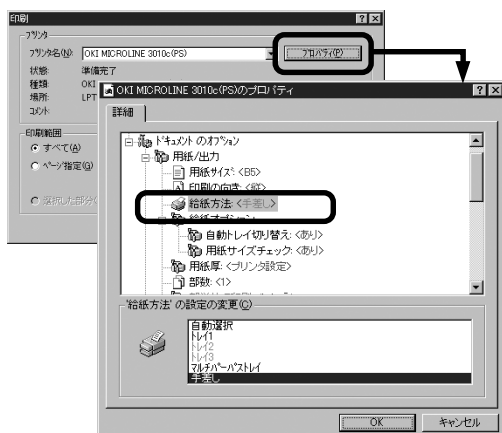 印刷
プリンタ
プリンタ名(N): OKI MICROLINE 3010c(PS)
プロパティ(P)
状態: 準備完了
種類: OKI
場所: LPT
コメント:
印刷範囲
すべて(A)
ページ指定(G)
選択した部分
OKI MICROLINE 3010c(PS)のプロパティ
詳細
ドキュメント のオプション
用紙/出力
用紙サイズ: <B5>
印刷の向き: <縦>
給紙方法: <手差し>
給紙オプション
自動トレイ切り替え: <あり>
用紙サイズチェック: <あり>
用紙厚: <プリンタ設定>
部数: <1>
'給紙方法' の設定の変更(C)
自動選択
トレイ1
トレイ2
トレイ3
マルチパーパストレイ
手差し
OK
キャンセル